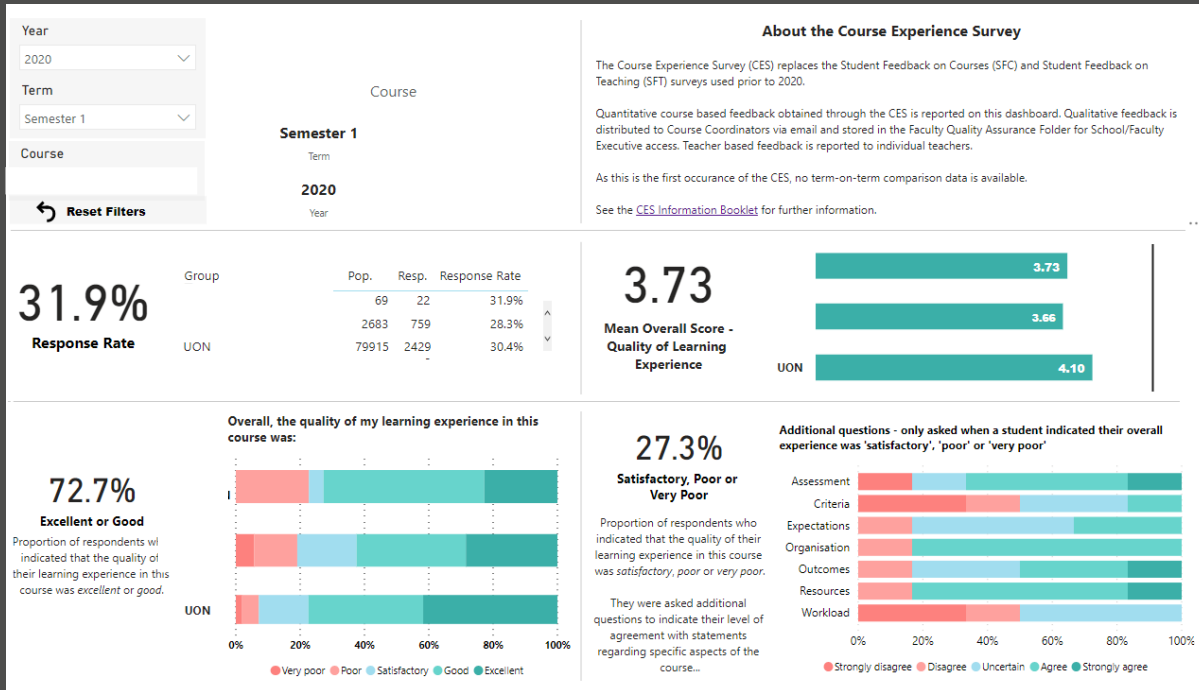 Year
2020
Term
Semester 1
Course
Reset Filters
Course
Semester 1
Term
2020
Year
About the Course Experience Survey
The Course Experience Survey (CES) replaces the Student Feedback on Courses (SFC) and Student Feedback on
Teaching (SFT) surveys used prior to 2020.
Quantitative course based feedback obtained through the CES is reported on this dashboard. Qualitative feedback is
distributed to Course Coordinators via email and stored in the Faculty Quality Assurance Folder for School/Faculty
Executive access. Teacher based feedback is reported to individual teachers.
As this is the first occurance of the CES, no term-on-term comparison data is available.
See the CES Information Booklet for further information.
31.9%
Response Rate
Group Pop. Resp. Response Rate
69 22 31.9%
2683 759 28.3%
UON 79915 2429 30.4%
3.73
Mean Overall Score -
Quality of Learning
Experience
3.73
3.66
UON 4.10
72.7%
Excellent or Good
Proportion of respondents wh
indicated that the quality of
their learning experience in this
course was excellent or good.
Overall, the quality of my learning experience in this
course was:
UON
0% 20% 40% 60% 80% 100%
Very poor Poor Satisfactory Good Excellent
27.3%
Satisfactory, Poor or
Very Poor
Proportion of respondents who
indicated that the quality of their
learning experience in this course
was satisfactory, poor or very poor.
They were asked additional
questions to indicate their level of
agreement with statements
regarding specific aspects of the
course...
Additional questions - only asked when a student indicated their overall
experience was 'satisfactory', 'poor' or 'very poor'
Assessment
Criteria
Expectations
Organisation
Outcomes
Resources
Workload
0% 20% 40% 60% 80% 100%
Strongly disagree Disagree Uncertain Agree Strongly agree